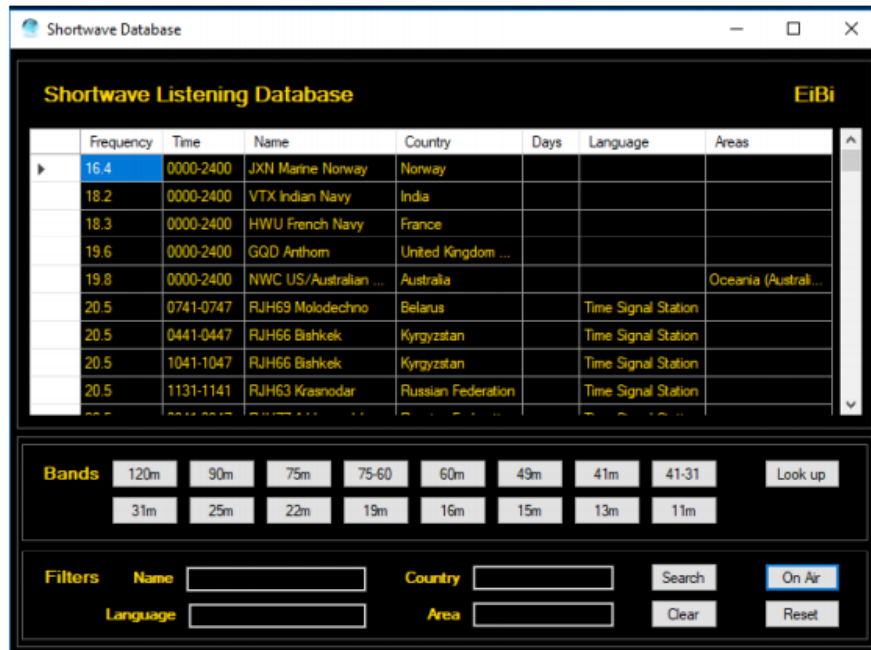 Shortwave Database
Shortwave Listening Database EiBi
Frequency Time Name Country Days Language Areas
16.4 0000-2400 JXN Marine Norway Norway
18.2 0000-2400 VTX Indian Navy India
18.3 0000-2400 HWU French Navy France
19.6 0000-2400 GQD Anthorn United Kingdom ...
19.8 0000-2400 NWC US/Australian ... Australia Oceania (Australi...
20.5 0741-0747 RJH69 Molodechno Belarus Time Signal Station
20.5 0441-0447 RJH66 Bishkek Kyrgyzstan Time Signal Station
20.5 1041-1047 RJH66 Bishkek Kyrgyzstan Time Signal Station
20.5 1131-1141 RJH63 Krasnodar Russian Federation Time Signal Station
Bands 120m 90m 75m 75-60 60m 49m 41m 41-31 Look up
31m 25m 22m 19m 16m 15m 13m 11m
Filters Name Country Search On Air
Language Area Clear Reset